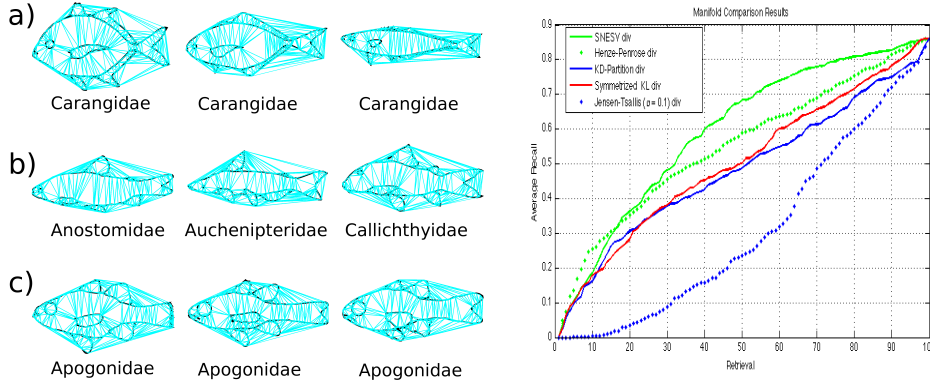 a)
Carangidae Carangidae Carangidae
b)
Anostomidae Auchenipteridae Callichthyidae
c)
Apogonidae Apogonidae Apogonidae
Manifold Comparison Results
SNESV div
Henze-Penrose div
KD-Partition div
Symmetrized KL div
Jensen-Tsallis (p = 0.1) div
Average Recall
0.9
0.8
0.7
0.6
0.5
0.4
0.3
0.2
0.1
0
10 20 30 40 50 60 70 80 90 100
Retrieval